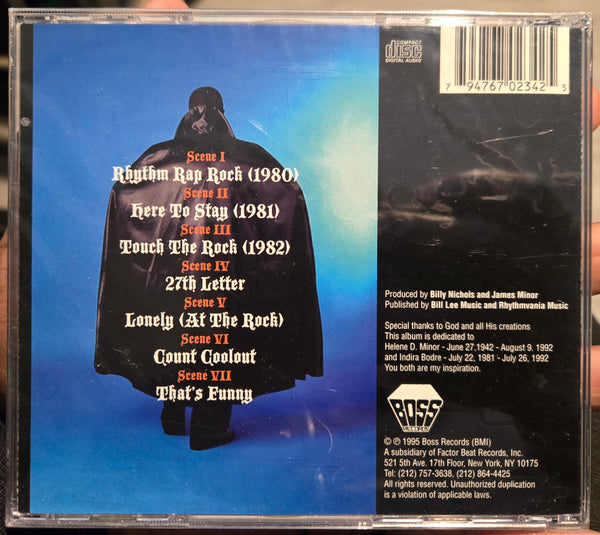 COMPACT
disc
DIGITAL AUDIO
7 94767 02342 5
Scene I
Rhythm Rap Rock (1980)
Scene II
Here To Stay (1981)
Scene III
Touch The Rock (1982)
Scene IV
27th Letter
Scene V
Lonely (At The Rock)
Scene VI
Count Coolout
Scene VII
That's Funny
Produced by Billy Nichols and James Minor
Published by Bill Lee Music and Rhythmvania Music
Special thanks to God and all His creations
This album is dedicated to
Helene D. Minor - June 27,1942 - August 9. 1992
and Indira Bodre - July 22, 1981 - July 26, 1992
You both are my inspiration.
BOSS
© ℗ 1995 Boss Records (BMI)
A subsidiary of Factor Beat Records, Inc.
521 5th Ave. 17th Floor, New York, NY 10175
Tel: (212) 757-3638, (212) 864-4425
All rights reserved. Unauthorized duplication
is a violation of applicable laws.